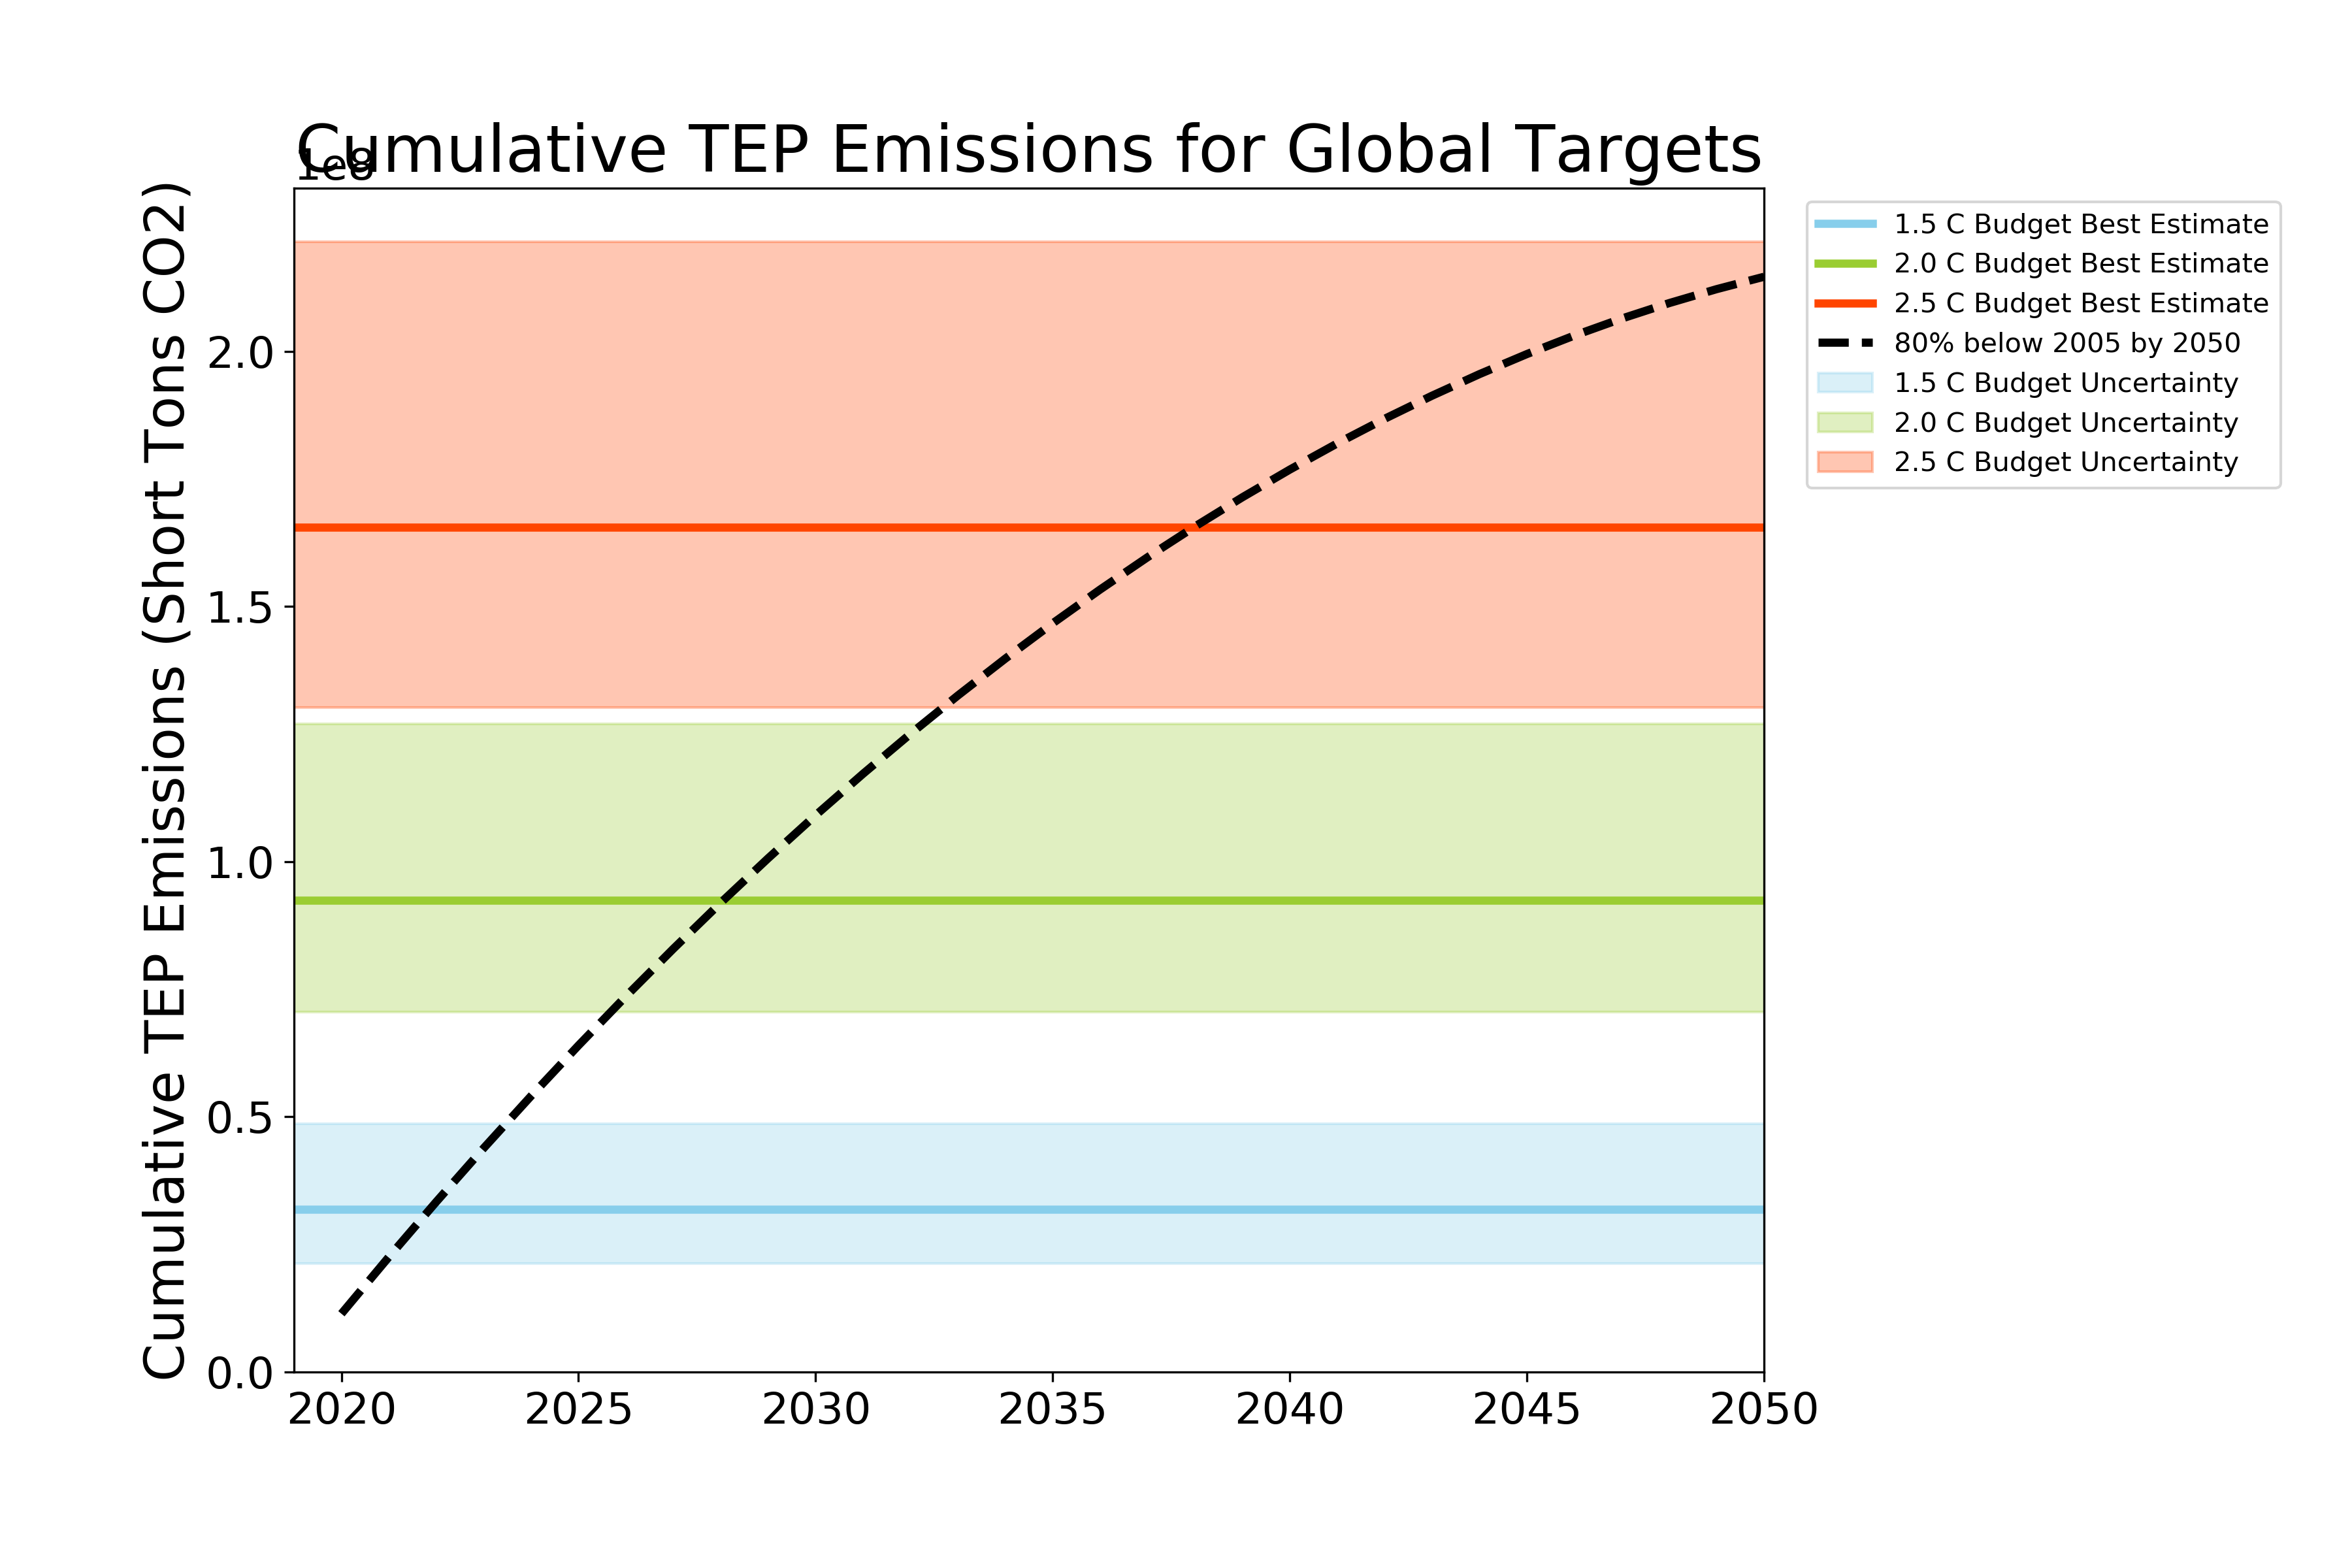 Cumulative TEP Emissions for Global Targets
1e8
Cumulative TEP Emissions (Short Tons CO2)
2.0
1.5
1.0
0.5
0.0
2020 2025 2030 2035 2040 2045 2050
1.5 C Budget Best Estimate
2.0 C Budget Best Estimate
2.5 C Budget Best Estimate
80% below 2005 by 2050
1.5 C Budget Uncertainty
2.0 C Budget Uncertainty
2.5 C Budget Uncertainty